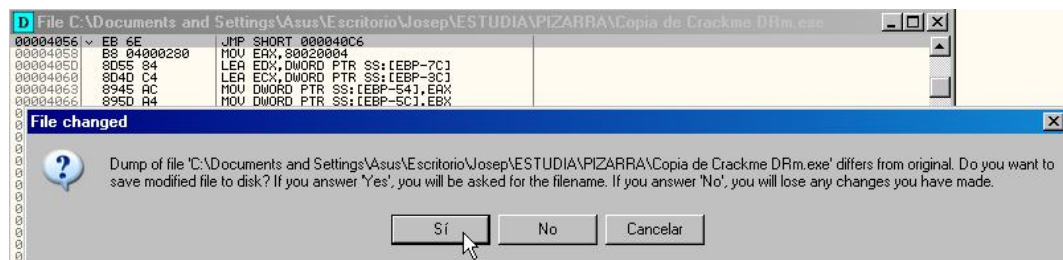 D File C:\Documents and Settings\Asus\Escritorio\Josep\ESTUDIA\PIZARRA\Copia de Crackme DRm.exe
00004056 EB 6E JMP SHORT 000040C6
00004058 B8 04000280 MOV EAX,80020004
0000405D 8D55 84 LEA EDX,DWORD PTR SS:[EBP-7C]
00004060 8D4D C4 LEA ECX,DWORD PTR SS:[EBP-3C]
00004063 8945 AC MOV DWORD PTR SS:[EBP-54],EAX
00004066 895D A4 MOV DWORD PTR SS:[EBP-5C],EBX
File changed
Dump of file 'C:\Documents and Settings\Asus\Escritorio\Josep\ESTUDIA\PIZARRA\Copia de Crackme DRm.exe' differs from original. Do you want to
save modified file to disk? If you answer 'Yes', you will be asked for the filename. If you answer 'No', you will lose any changes you have made.
Sí No Cancelar